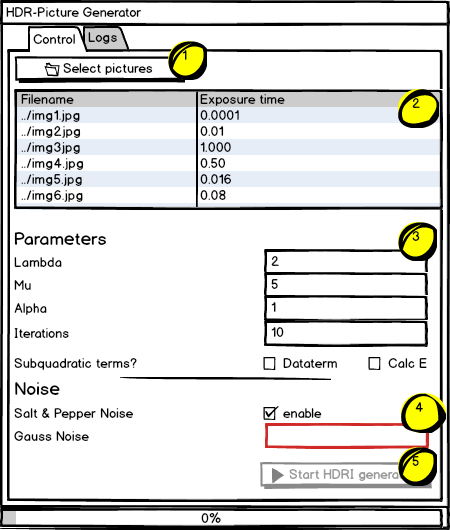 HDR-Picture Generator
Control Logs
1
Select pictures
2
Filename Exposure time
../img1.jpg 0.0001
../img2.jpg 0.01
../img3jpg 1.000
../img4.jpg 0.50
../img5.jpg 0.016
../img6.jpg 0.08
3
Parameters
Lambda 2
Mu 5
Alpha 1
Iterations 10
Subquadratic terms? Dataterm Calc E
Noise
4
Salt & Pepper Noise enable
Gauss Noise
5
Start HDRI genera
0%